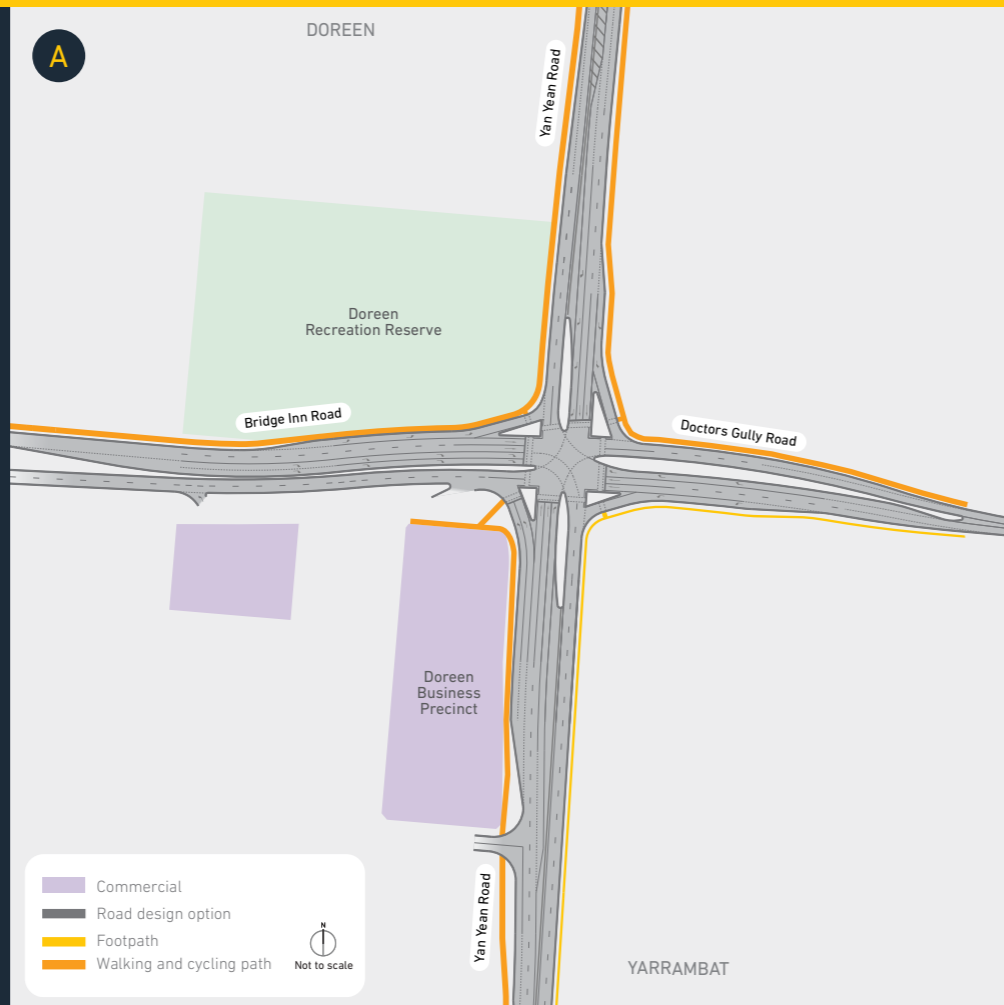 A
DOREEN
Yan Yean Road
Doreen
Recreation Reserve
Bridge Inn Road
Doctors Gully Road
Doreen
Business
Precinct
Yan Yean Road
YARRAMBAT
Commercial
Road design option
Footpath
Walking and cycling path
N
Not to scale